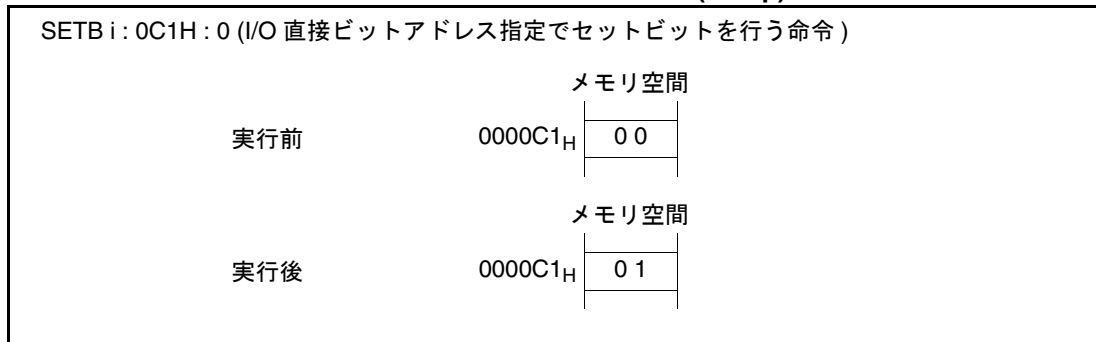 SETB i : 0C1H : 0 (I/O 直接ビットアドレス指定でセットビットを行う命令 )
メモリ空間
実行前 0000C1H 0 0
メモリ空間
実行後 0000C1H 0 1